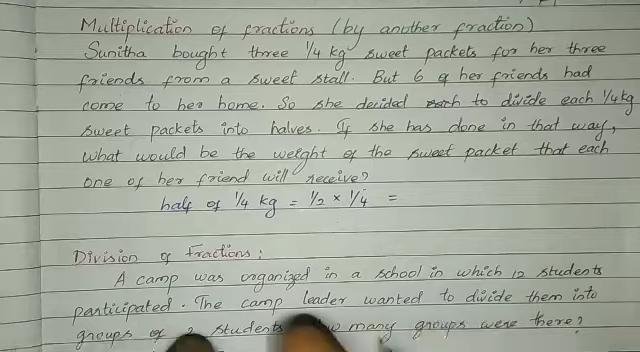 Multiplication of fractions (by another fraction)
Sunitha bought three 1/4 kg sweet packets for her three
friends from a sweet stall. But 6 of her friends had
come to her home. So she decided to divide each 1/4 kg
sweet packets into halves. If she has done in that way,
what would be the weight of the sweet packet that each
one of her friend will receive?
half of 1/4 kg = 1/2 × 1/4 =
Division of Fractions:
A camp was organized in a school in which 12 students
participated. The camp leader wanted to divide them into
groups of students many groups were there?